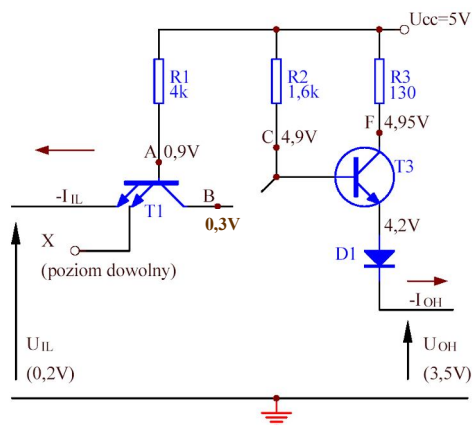 Ucc=5V
R1
4k
R2
1,6k
R3
130
F 4,95V
C 4,9V
A 0,9V
T3
B
0,3V
-IIL
T1
X
(poziom dowolny)
4,2V
D1
-IOH
UIL
(0,2V)
UOH
(3,5V)